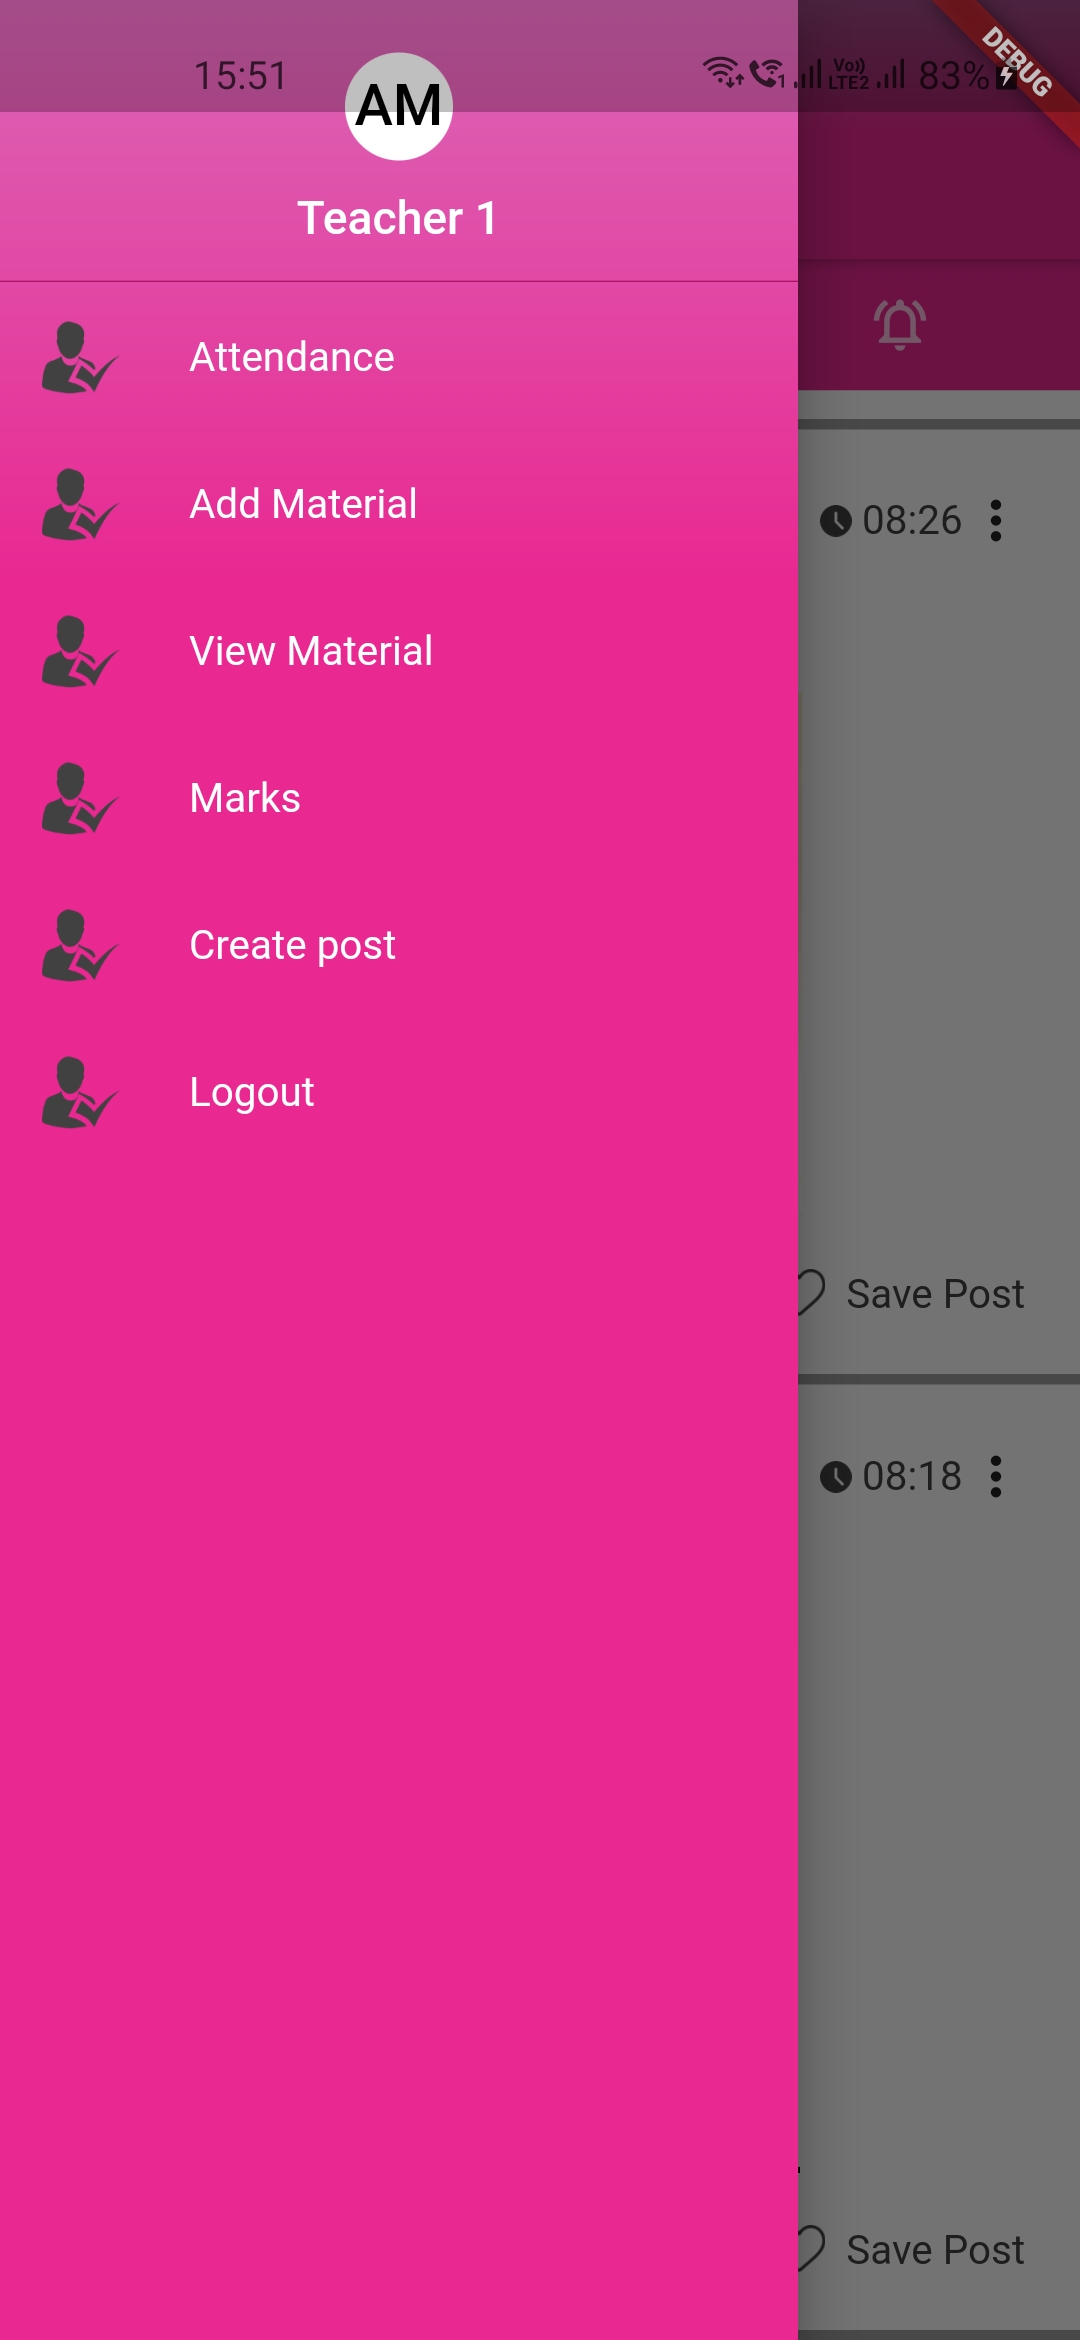 15:51
1 Vo)) LTE2 83%
DEBUG
AM
Teacher 1
Attendance
Add Material
View Material
Marks
Create post
Logout
08:26
Save Post
08:18
Save Post